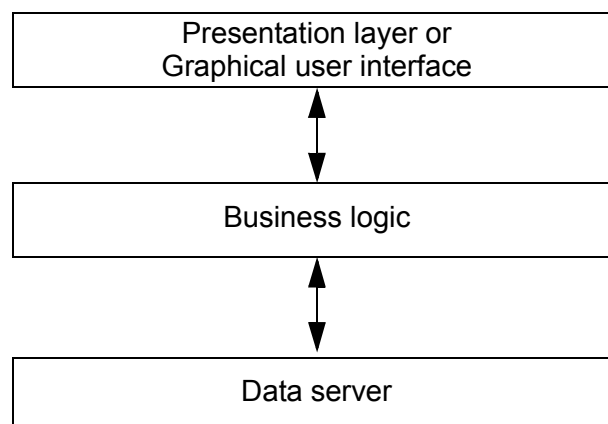 Presentation layer or
Graphical user interface
Business logic
Data server